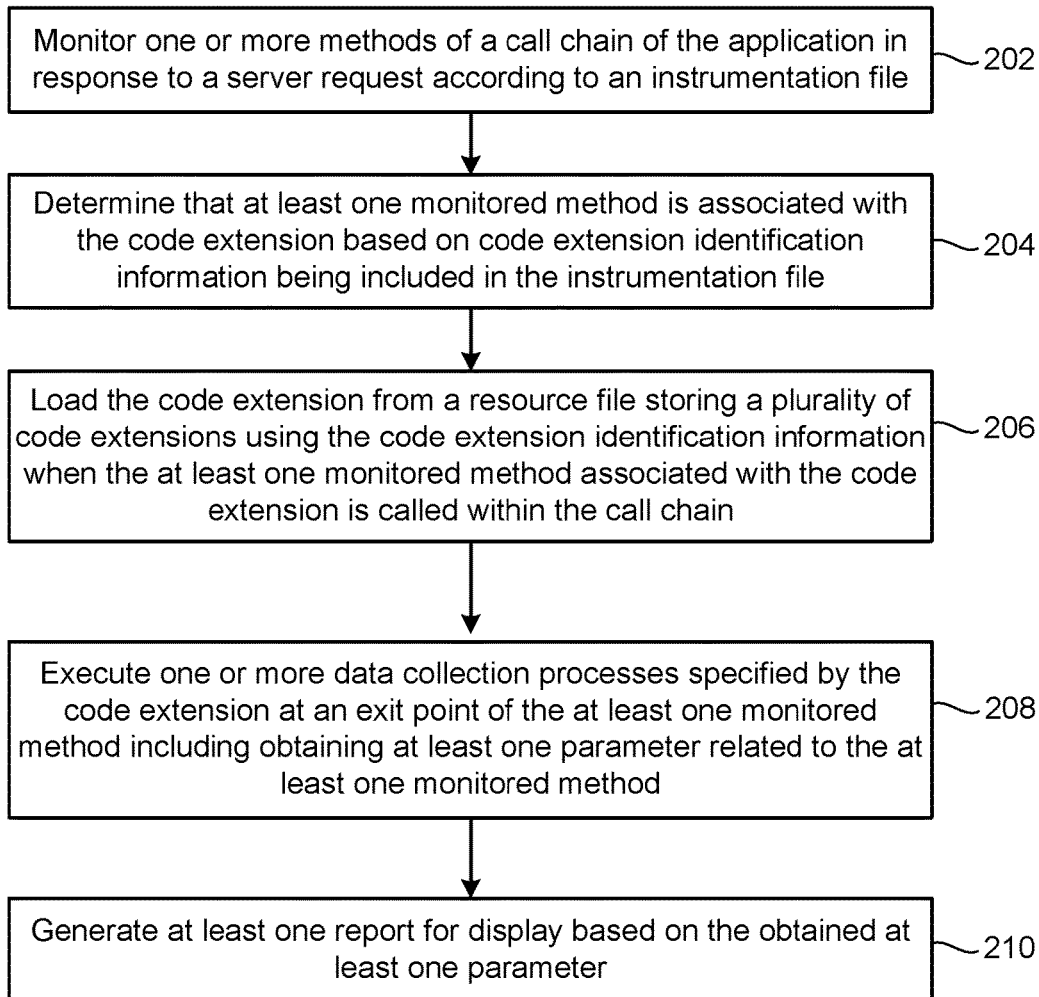 Monitor one or more methods of a call chain of the application in
response to a server request according to an instrumentation file
202
Determine that at least one monitored method is associated with
the code extension based on code extension identification
information being included in the instrumentation file
204
Load the code extension from a resource file storing a plurality of
code extensions using the code extension identification information
when the at least one monitored method associated with the code
extension is called within the call chain
206
Execute one or more data collection processes specified by the
code extension at an exit point of the at least one monitored
method including obtaining at least one parameter related to the at
least one monitored method
208
Generate at least one report for display based on the obtained at
least one parameter
210